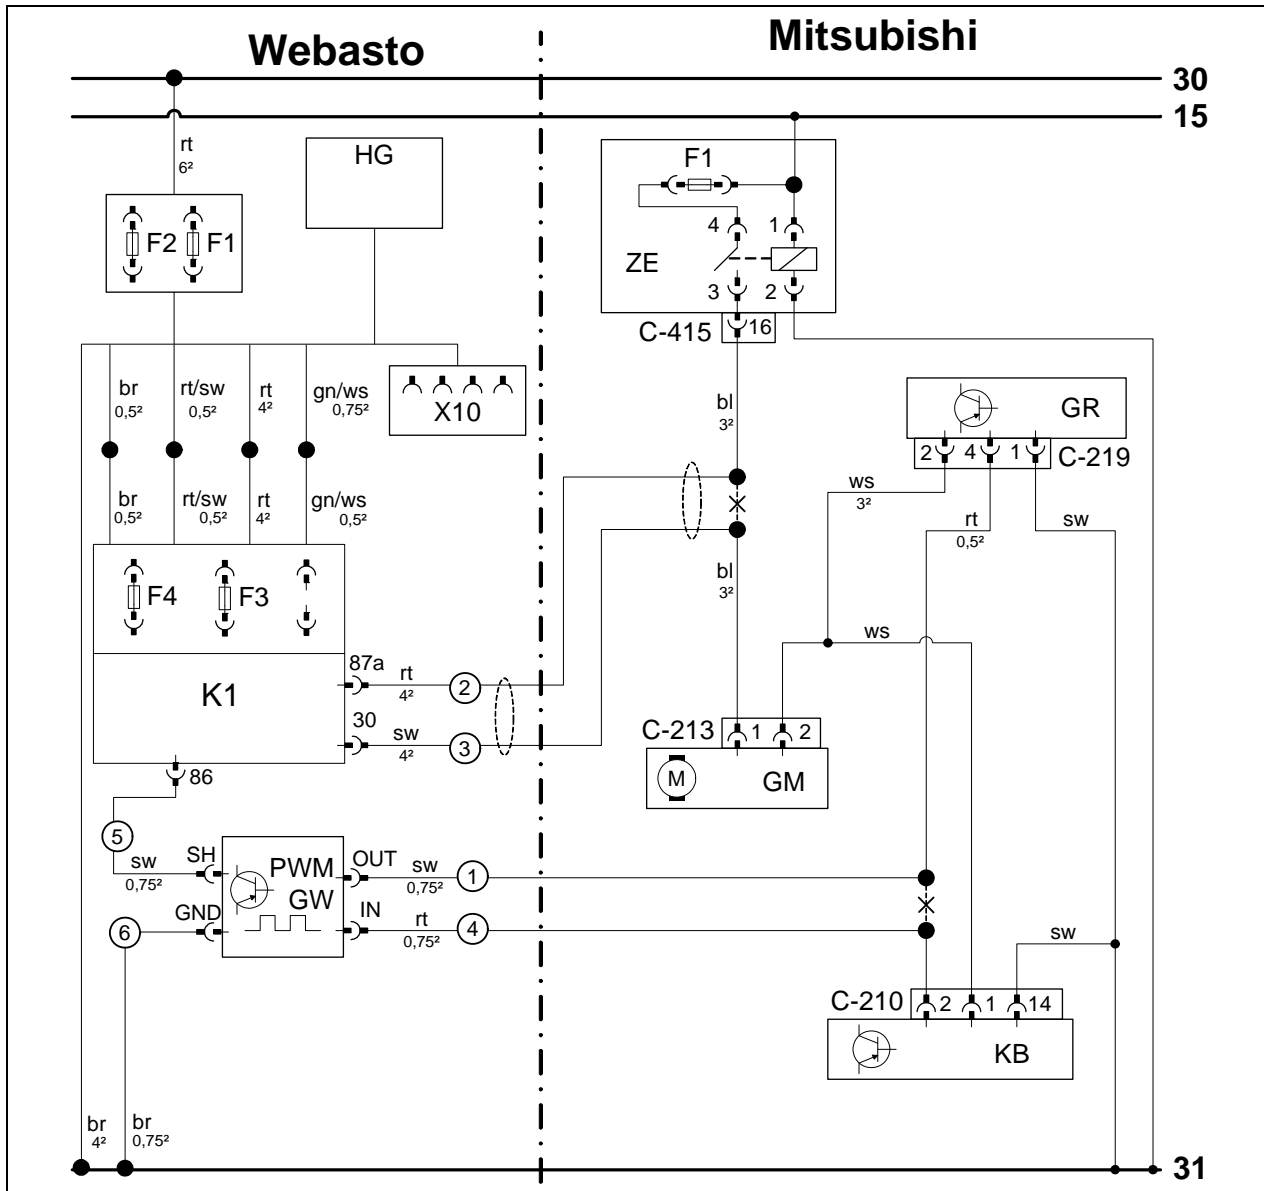 Webasto
Mitsubishi
30
15
rt
6²
HG
F1
F2
F1
4
1
ZE
3
2
C-415
16
br
0,5²
rt/sw
0,5²
rt
4²
gn/ws
0,75²
X10
bl
3²
GR
2
4
1
C-219
br
0,5²
rt/sw
0,5²
rt
4²
gn/ws
0,5²
ws
3²
rt
0,5²
sw
F4
F3
bl
3²
ws
K1
87a
rt
4²
2
30
sw
4²
3
C-213
1
2
M
GM
86
5
sw
0,75²
SH
PWM
GW
OUT
sw
0,75²
1
GND
IN
rt
0,75²
4
6
sw
C-210
2
1
14
KB
br
4²
br
0,75²
31